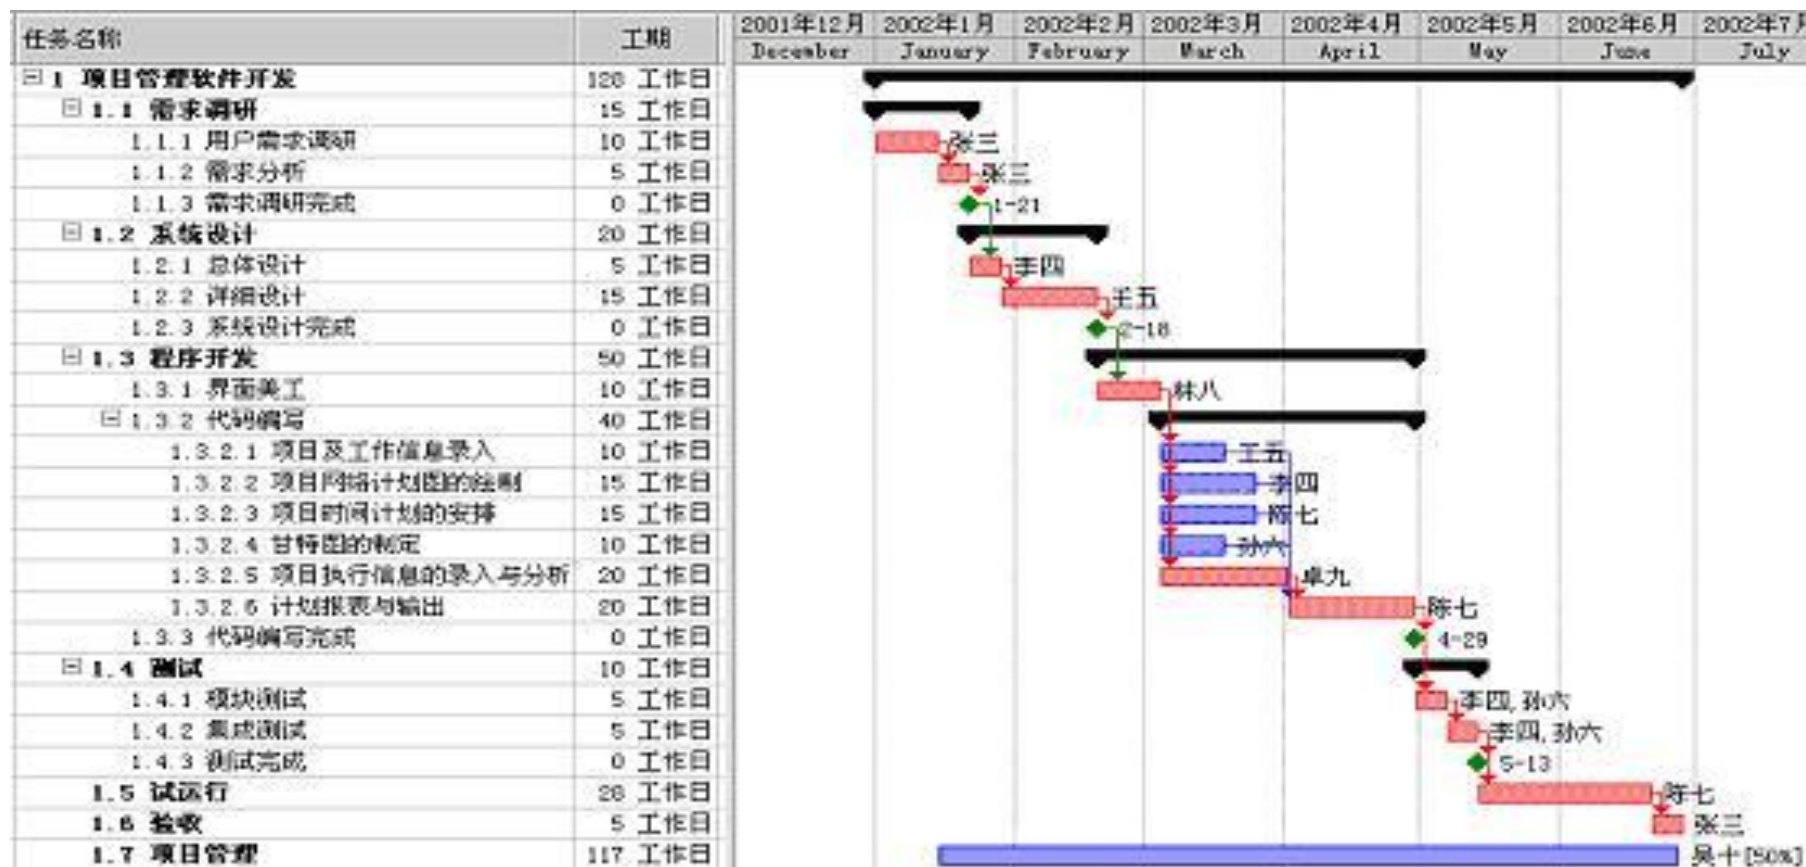 任务名称 工期 2001年12月 2002年1月 2002年2月 2002年3月 2002年4月 2002年5月 2002年6月 2002年7月
December January February March April May June July
1 项目管理软件开发 128 工作日
1.1 需求调研 15 工作日
1.1.1 用户需求调研 10 工作日 张三
1.1.2 需求分析 5 工作日 张三
1.1.3 需求调研完成 0 工作日 1-21
1.2 系统设计 20 工作日
1.2.1 总体设计 5 工作日 李四
1.2.2 详细设计 15 工作日 王五
1.2.3 系统设计完成 0 工作日 2-18
1.3 程序开发 50 工作日
1.3.1 界面美工 10 工作日 林八
1.3.2 代码编写 40 工作日
1.3.2.1 项目及工作信息录入 10 工作日 王五
1.3.2.2 项目网络计划图的绘制 15 工作日 李四
1.3.2.3 项目时间计划的安排 15 工作日 陈七
1.3.2.4 甘特图的制定 10 工作日 孙六
1.3.2.5 项目执行信息的录入与分析 20 工作日 卓九
1.3.2.6 计划报表与输出 20 工作日 陈七
1.3.3 代码编写完成 0 工作日 4-29
1.4 测试 10 工作日
1.4.1 模块测试 5 工作日 李四,孙六
1.4.2 集成测试 5 工作日 李四,孙六
1.4.3 测试完成 0 工作日 5-13
1.5 试运行 28 工作日 陈七
1.6 验收 5 工作日 张三
1.7 项目管理 117 工作日 吴十[50%]